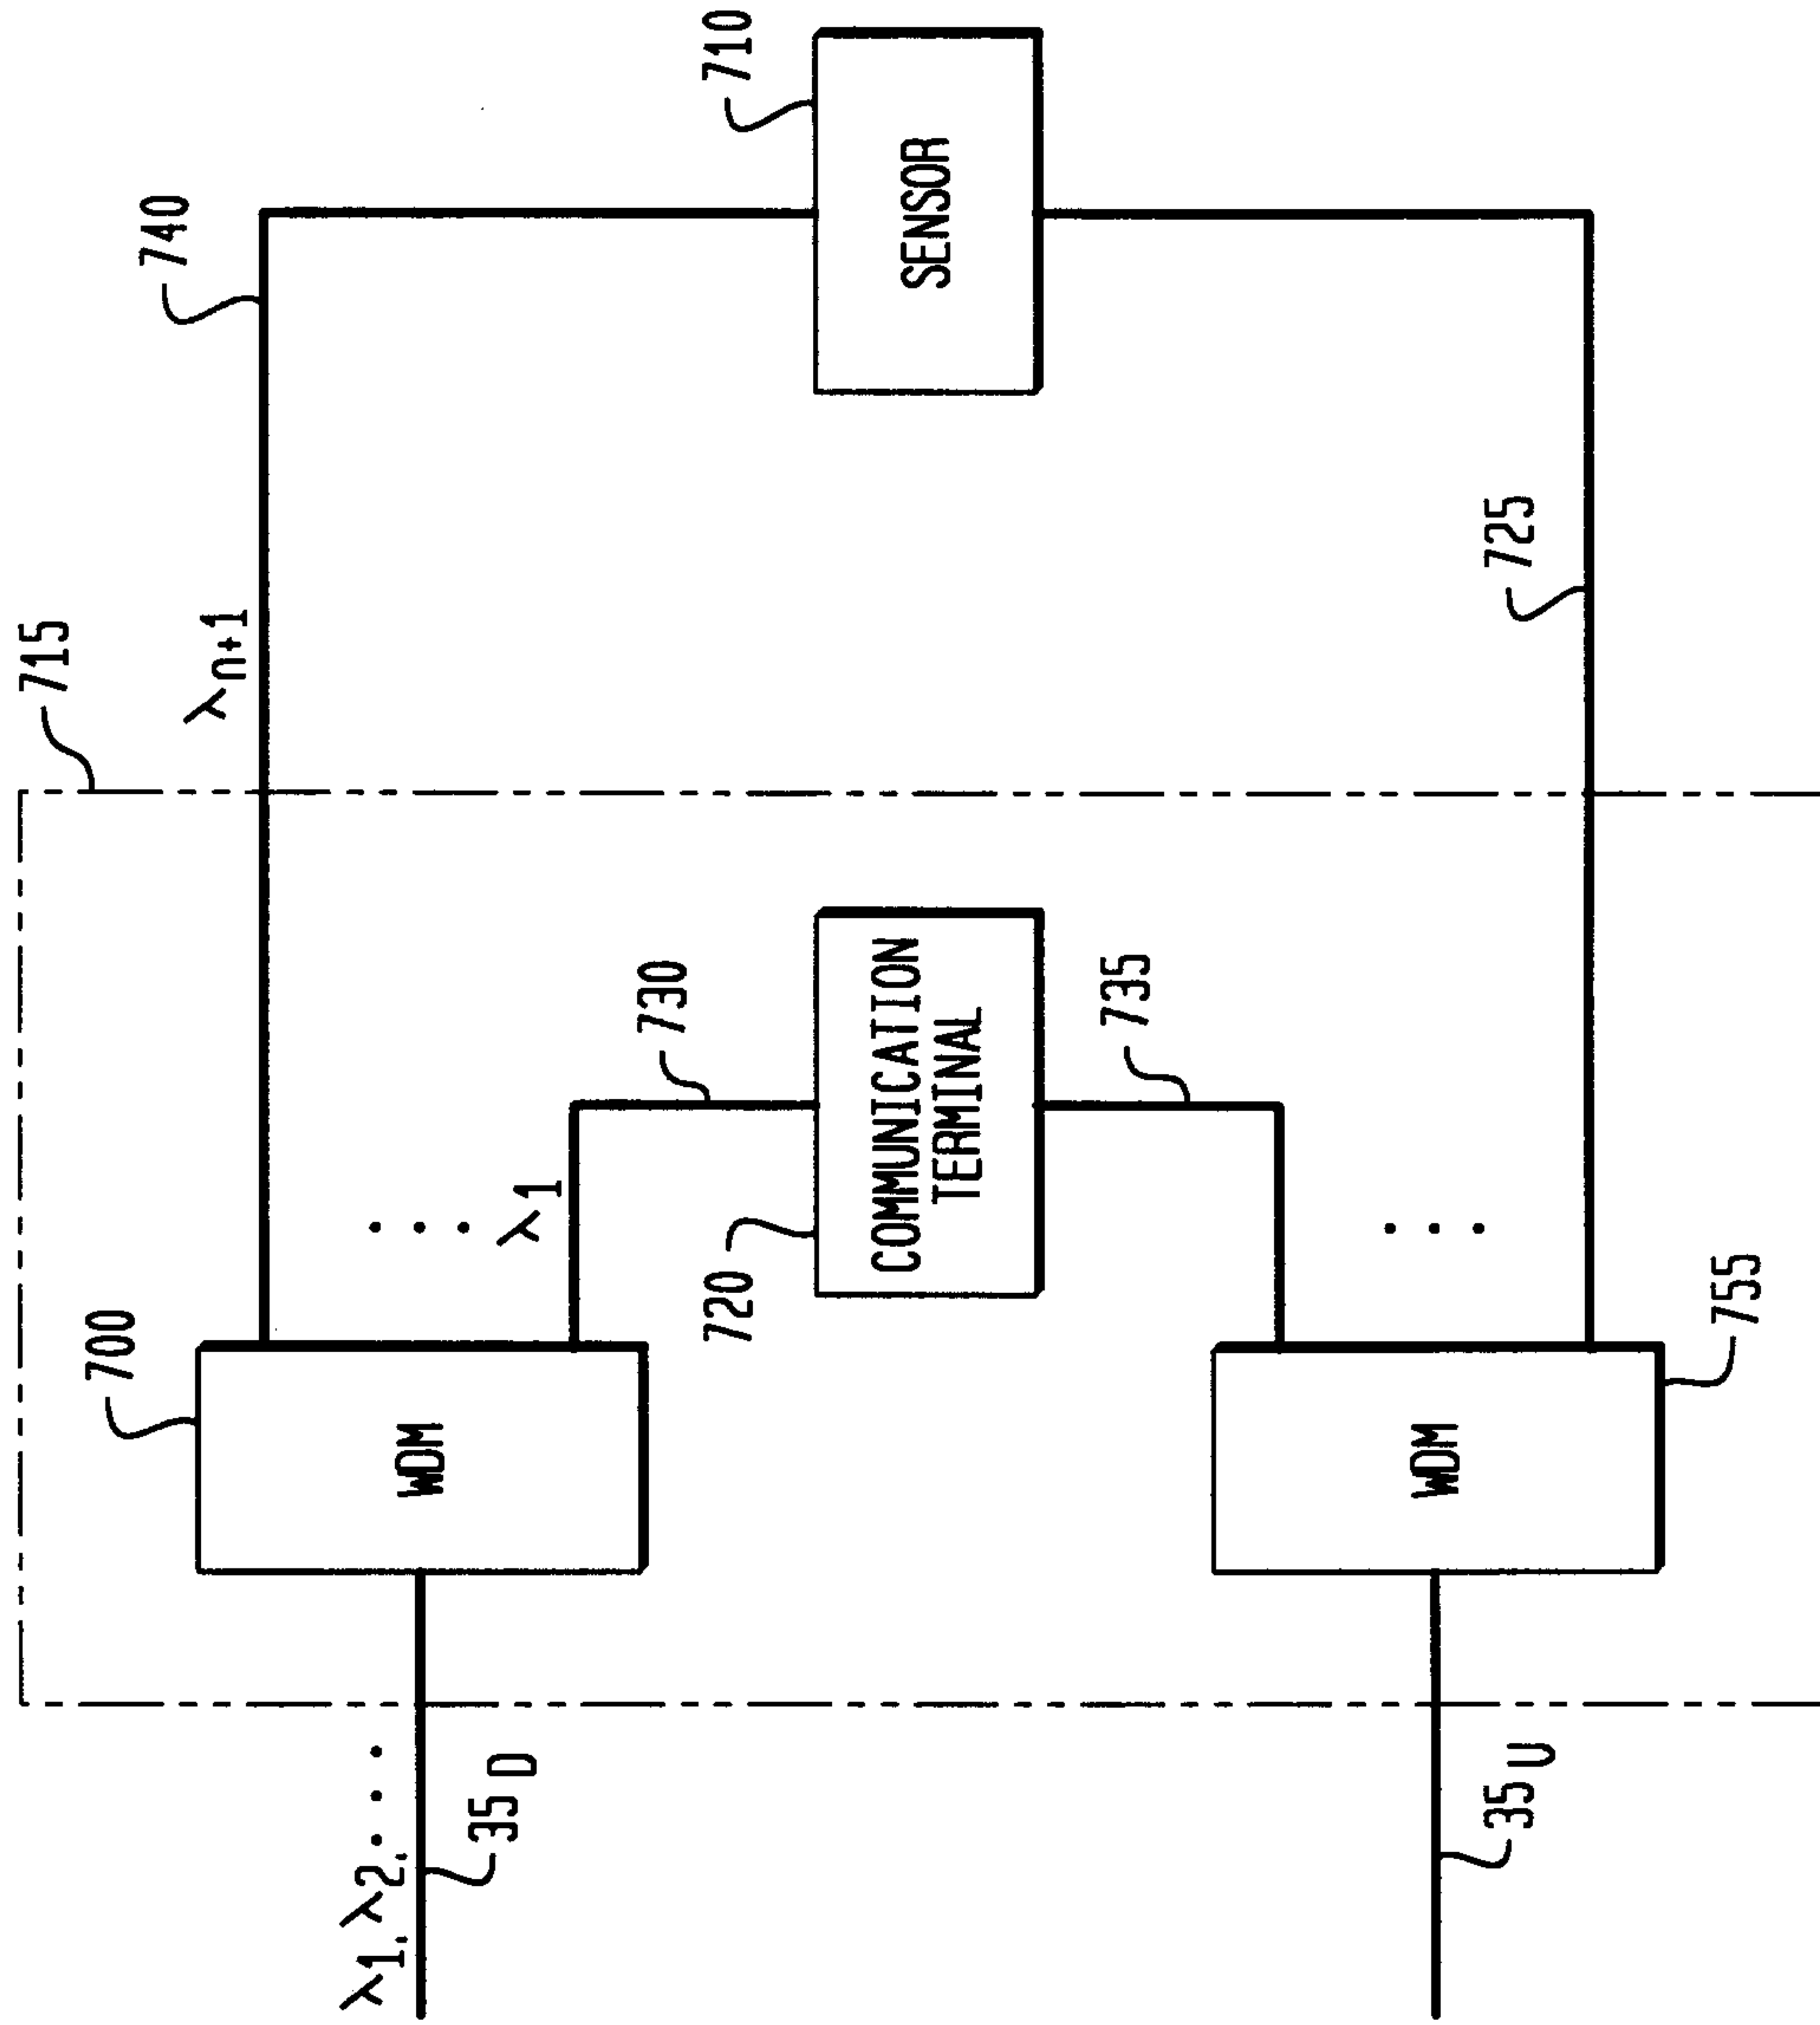 715
740
λn+1
710
SENSOR
700
WDM
λ1, λ2, . . .
35D
. . .
λ1
730
720
COMMUNICATION
TERMINAL
735
725
. . .
WDM
755
35U